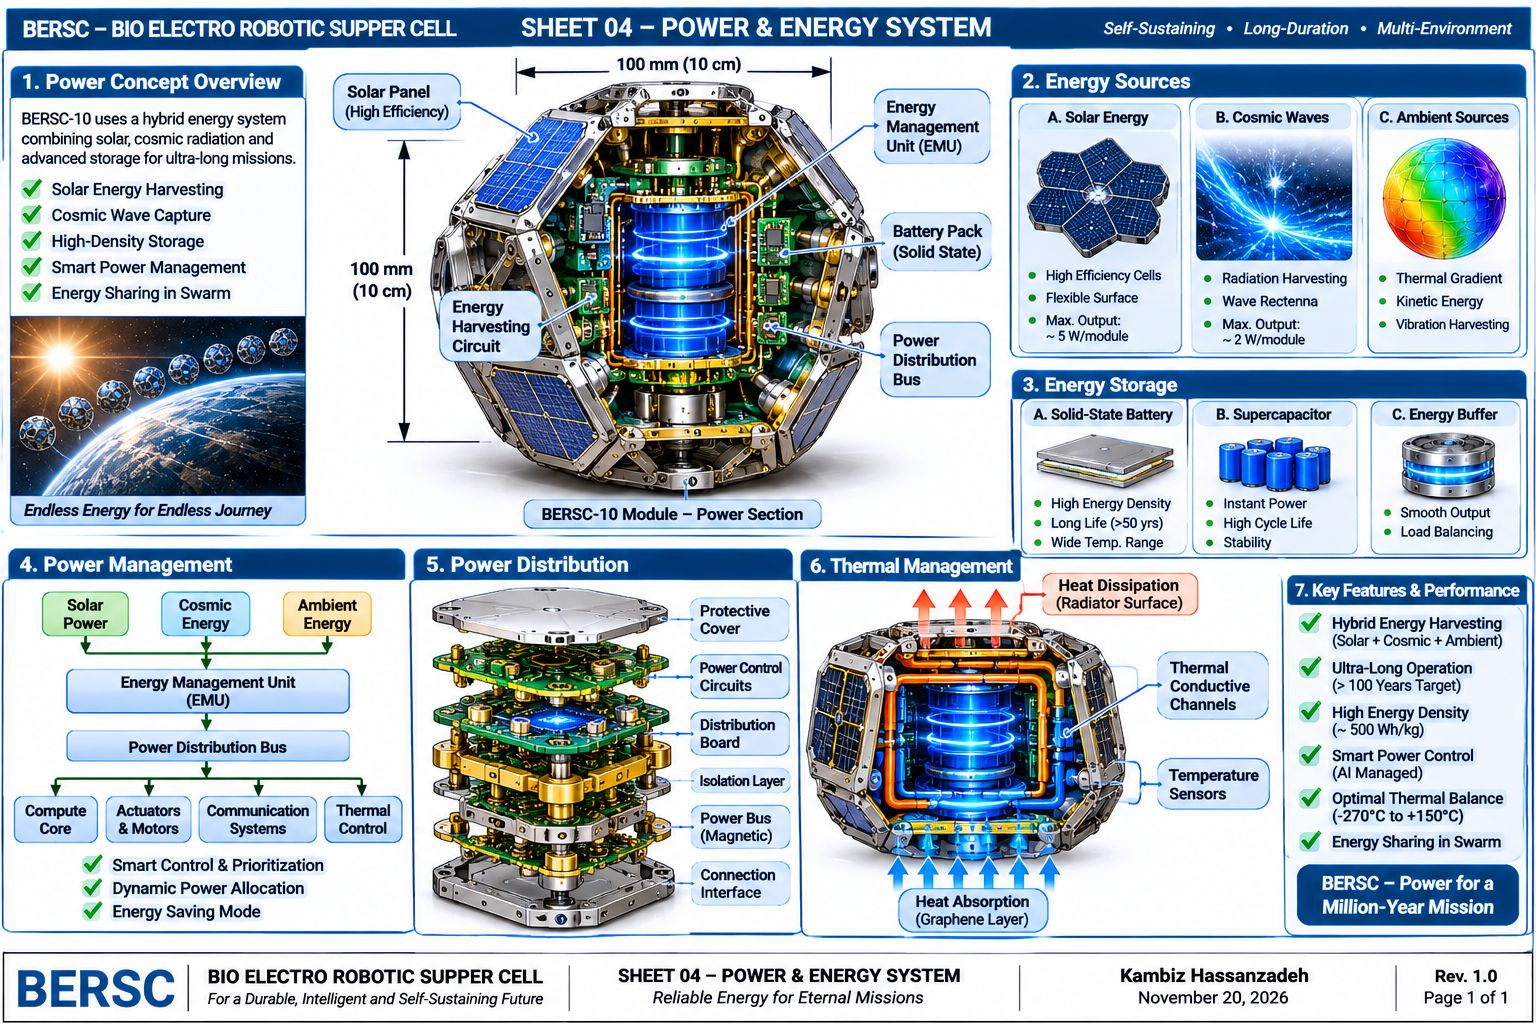 BERSC – BIO ELECTRO ROBOTIC SUPPER CELL
SHEET 04 – POWER & ENERGY SYSTEM
Self-Sustaining • Long-Duration • Multi-Environment
1. Power Concept Overview
BERSC-10 uses a hybrid energy system
combining solar, cosmic radiation and
advanced storage for ultra-long missions.
Solar Energy Harvesting
Cosmic Wave Capture
High-Density Storage
Smart Power Management
Energy Sharing in Swarm
Endless Energy for Endless Journey
100 mm (10 cm)
100 mm
(10 cm)
Solar Panel
(High Efficiency)
Energy
Management
Unit (EMU)
Battery Pack
(Solid State)
Energy
Harvesting
Circuit
Power
Distribution
Bus
BERSC-10 Module – Power Section
2. Energy Sources
A. Solar Energy
High Efficiency Cells
Flexible Surface
Max. Output:
~ 5 W/module
B. Cosmic Waves
Radiation Harvesting
Wave Rectenna
Max. Output:
~ 2 W/module
C. Ambient Sources
Thermal Gradient
Kinetic Energy
Vibration Harvesting
3. Energy Storage
A. Solid-State Battery
High Energy Density
Long Life (>50 yrs)
Wide Temp. Range
B. Supercapacitor
Instant Power
High Cycle Life
Stability
C. Energy Buffer
Smooth Output
Load Balancing
4. Power Management
Solar
Power
Cosmic
Energy
Ambient
Energy
Energy Management Unit
(EMU)
Power Distribution Bus
Compute
Core
Actuators
& Motors
Communication
Systems
Thermal
Control
Smart Control & Prioritization
Dynamic Power Allocation
Energy Saving Mode
5. Power Distribution
Protective
Cover
Power Control
Circuits
Distribution
Board
Isolation Layer
Power Bus
(Magnetic)
Connection
Interface
6. Thermal Management
Heat Dissipation
(Radiator Surface)
Thermal
Conductive
Channels
Temperature
Sensors
Heat Absorption
(Graphene Layer)
7. Key Features & Performance
Hybrid Energy Harvesting
(Solar + Cosmic + Ambient)
Ultra-Long Operation
(> 100 Years Target)
High Energy Density
(~ 500 Wh/kg)
Smart Power Control
(AI Managed)
Optimal Thermal Balance
(-270°C to +150°C)
Energy Sharing in Swarm
BERSC – Power for a
Million-Year Mission
BERSC
BIO ELECTRO ROBOTIC SUPPER CELL
For a Durable, Intelligent and Self-Sustaining Future
SHEET 04 – POWER & ENERGY SYSTEM
Reliable Energy for Eternal Missions
Kambiz Hassanzadeh
November 20, 2026
Rev. 1.0
Page 1 of 1